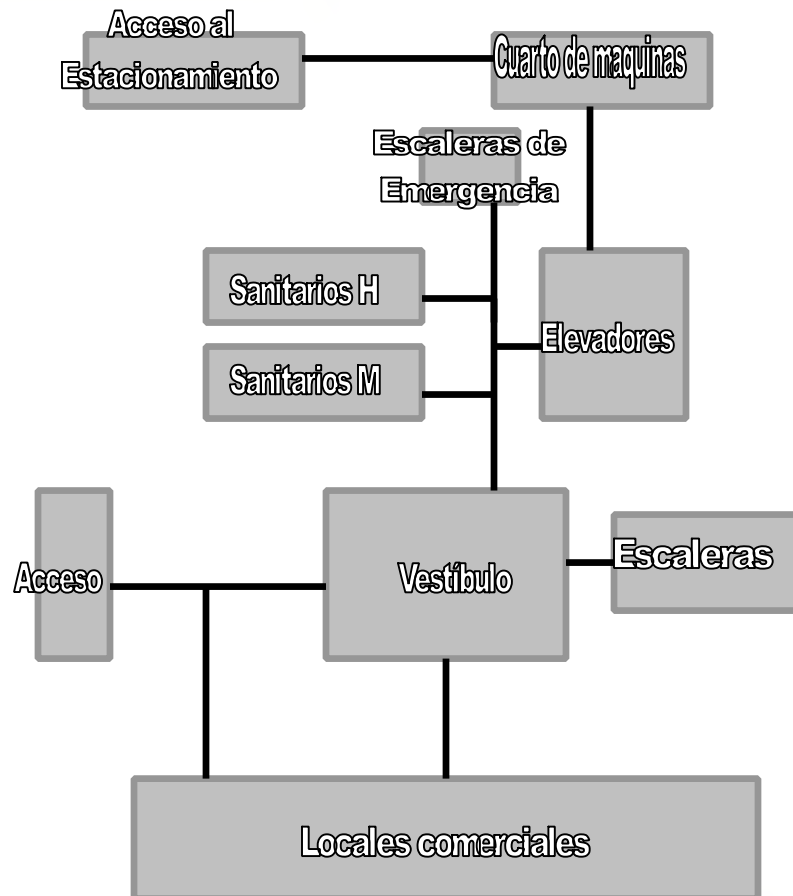 Acceso al
Estacionamiento
Cuarto de maquinas
Escaleras de
Emergencia
Sanitarios H
Elevadores
Sanitarios M
Acceso
Vestíbulo
Escaleras
Locales comerciales